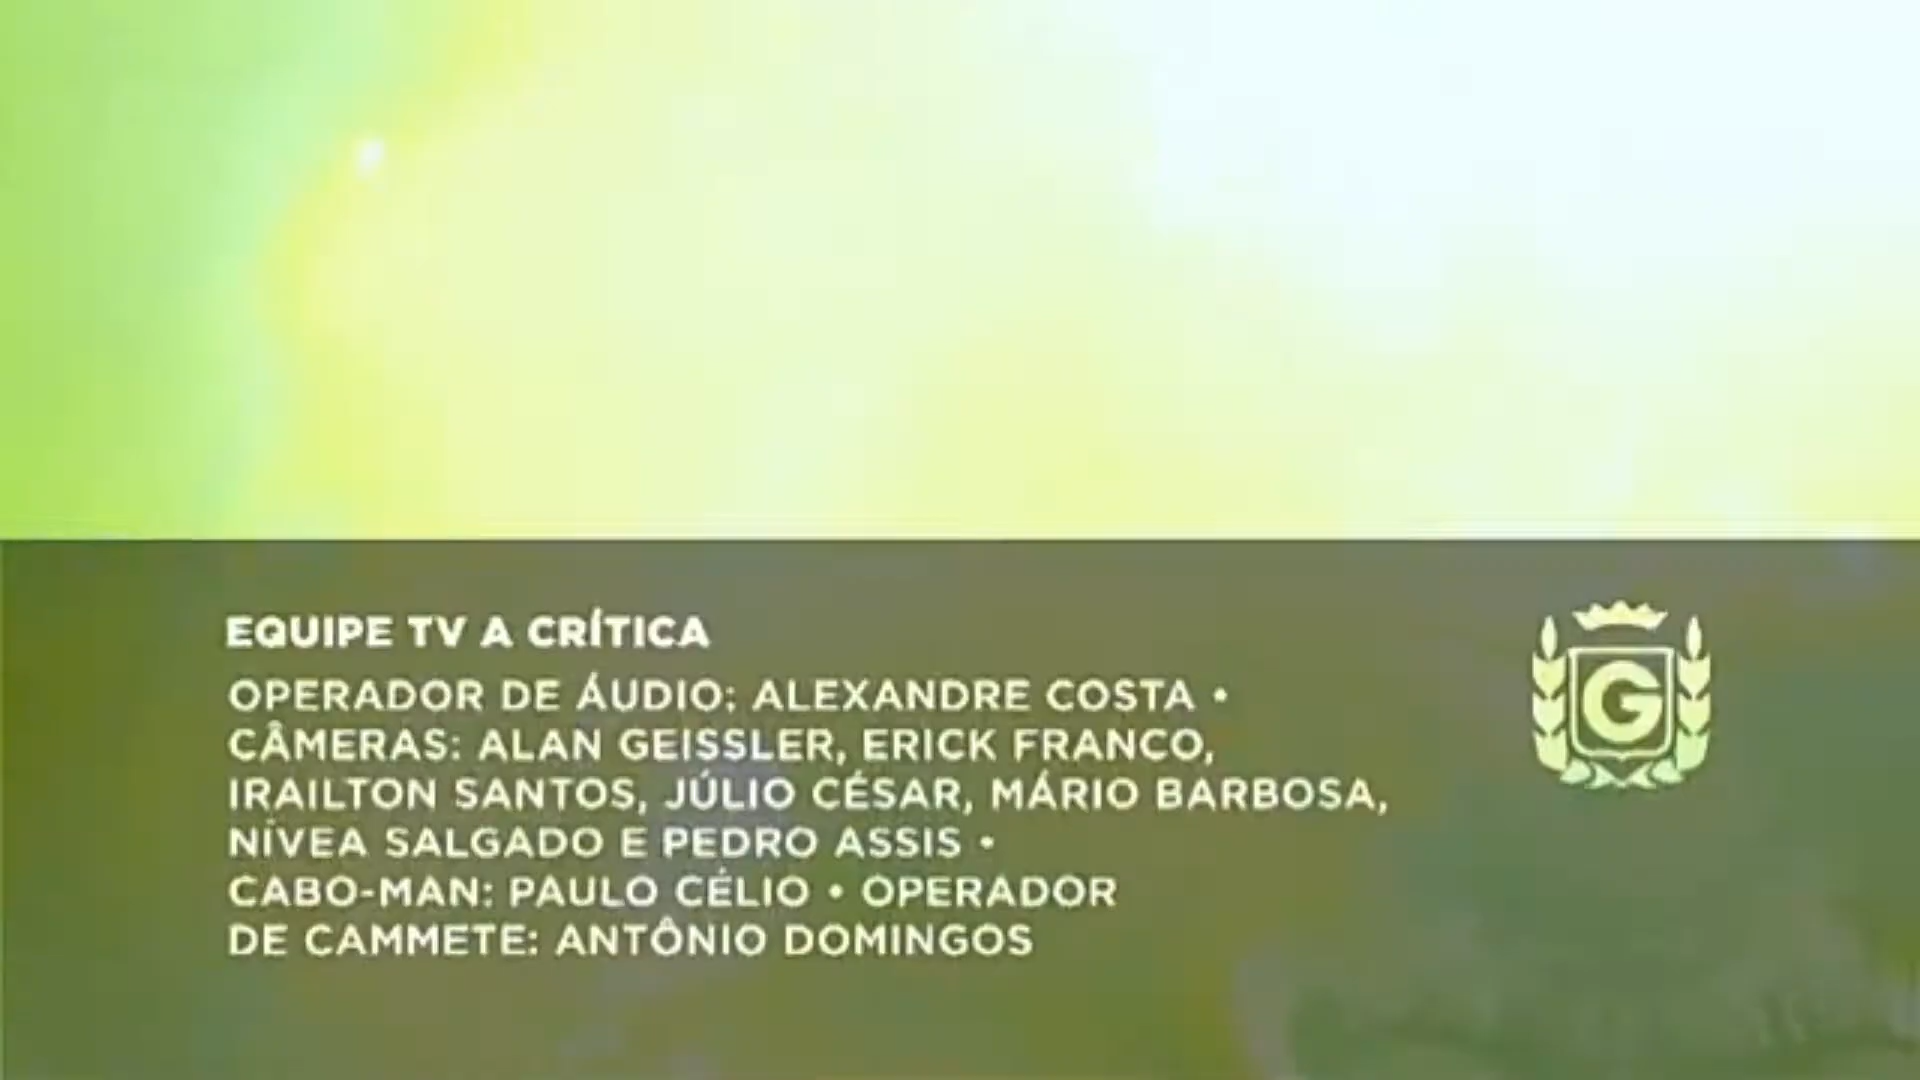 EQUIPE TV A CRÍTICA
OPERADOR DE ÁUDIO: ALEXANDRE COSTA •
CÂMERAS: ALAN GEISSLER, ERICK FRANCO,
IRAILTON SANTOS, JÚLIO CÉSAR, MÁRIO BARBOSA,
NÍVEA SALGADO E PEDRO ASSIS •
CABO-MAN: PAULO CÉLIO • OPERADOR
DE CAMMETE: ANTÔNIO DOMINGOS
G